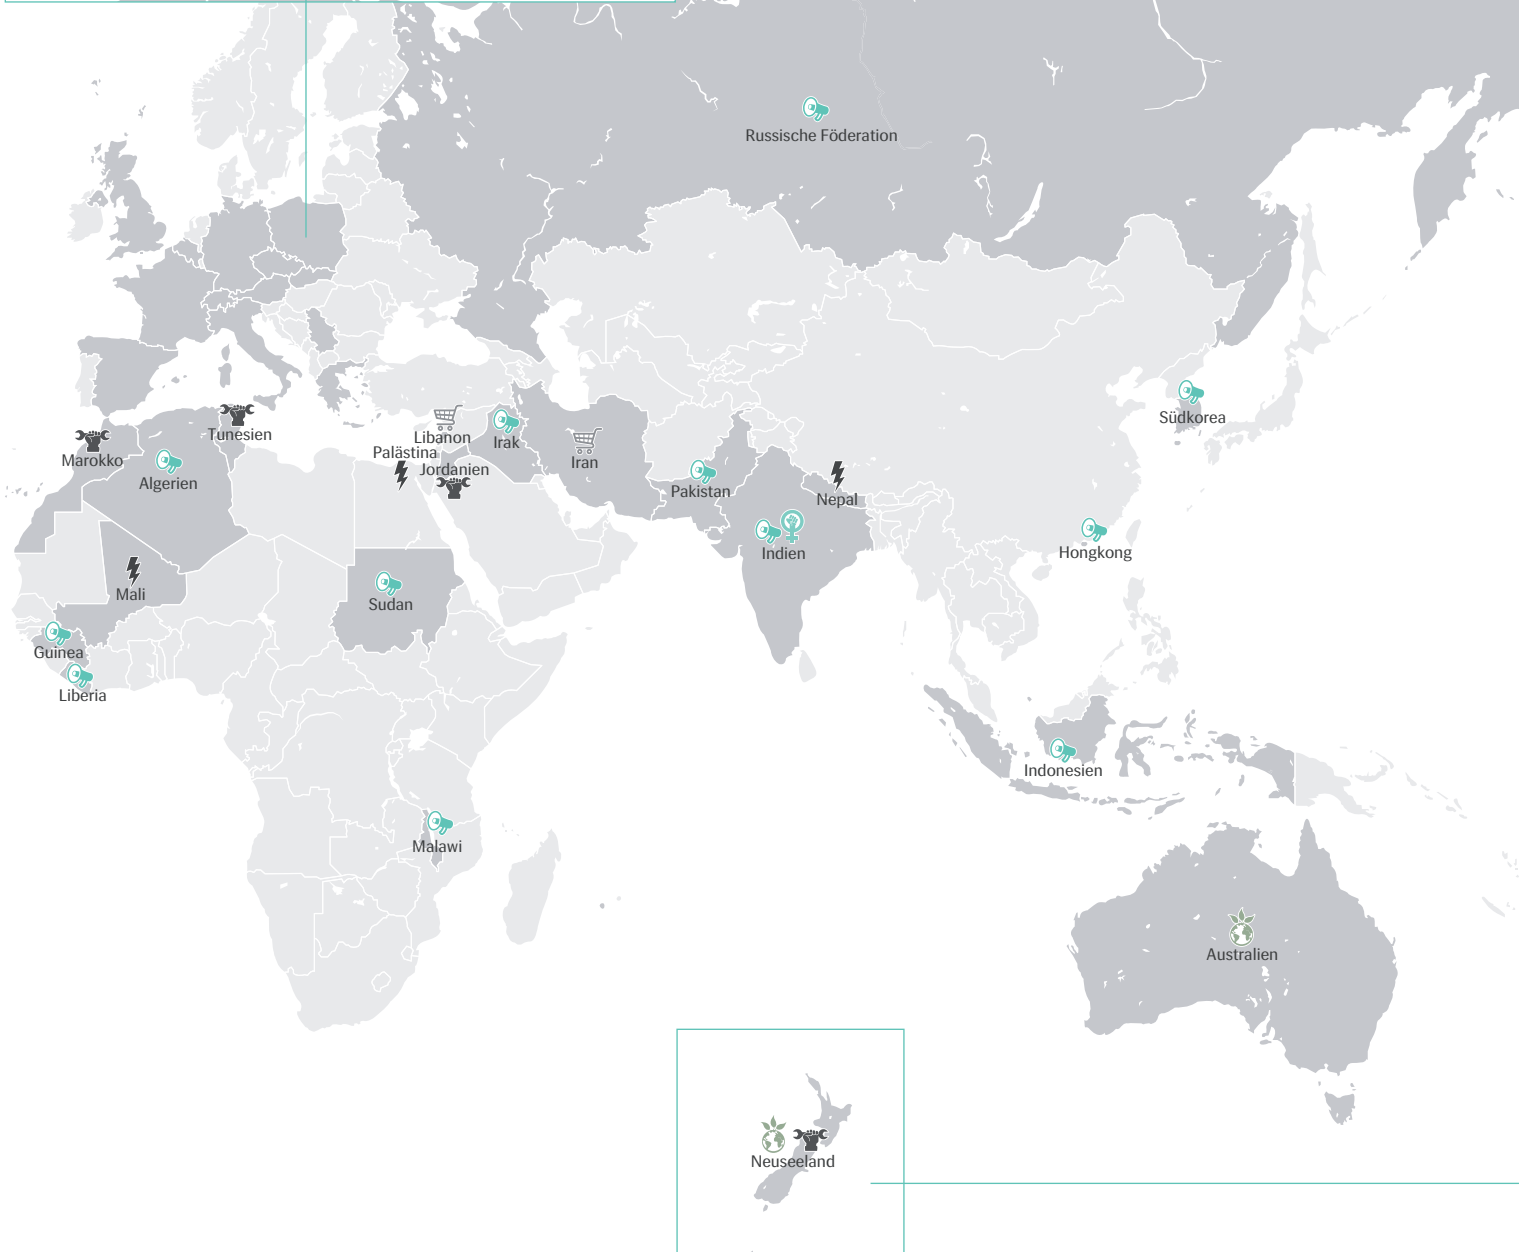 Russische Föderation
Südkorea
Tunesien
Libanon
Irak
Marokko
Palästina
Iran
Jordanien
Algerien
Pakistan
Nepal
Indien
Hongkong
Mali
Sudan
Guinea
Liberia
Indonesien
Malawi
Australien
Neuseeland